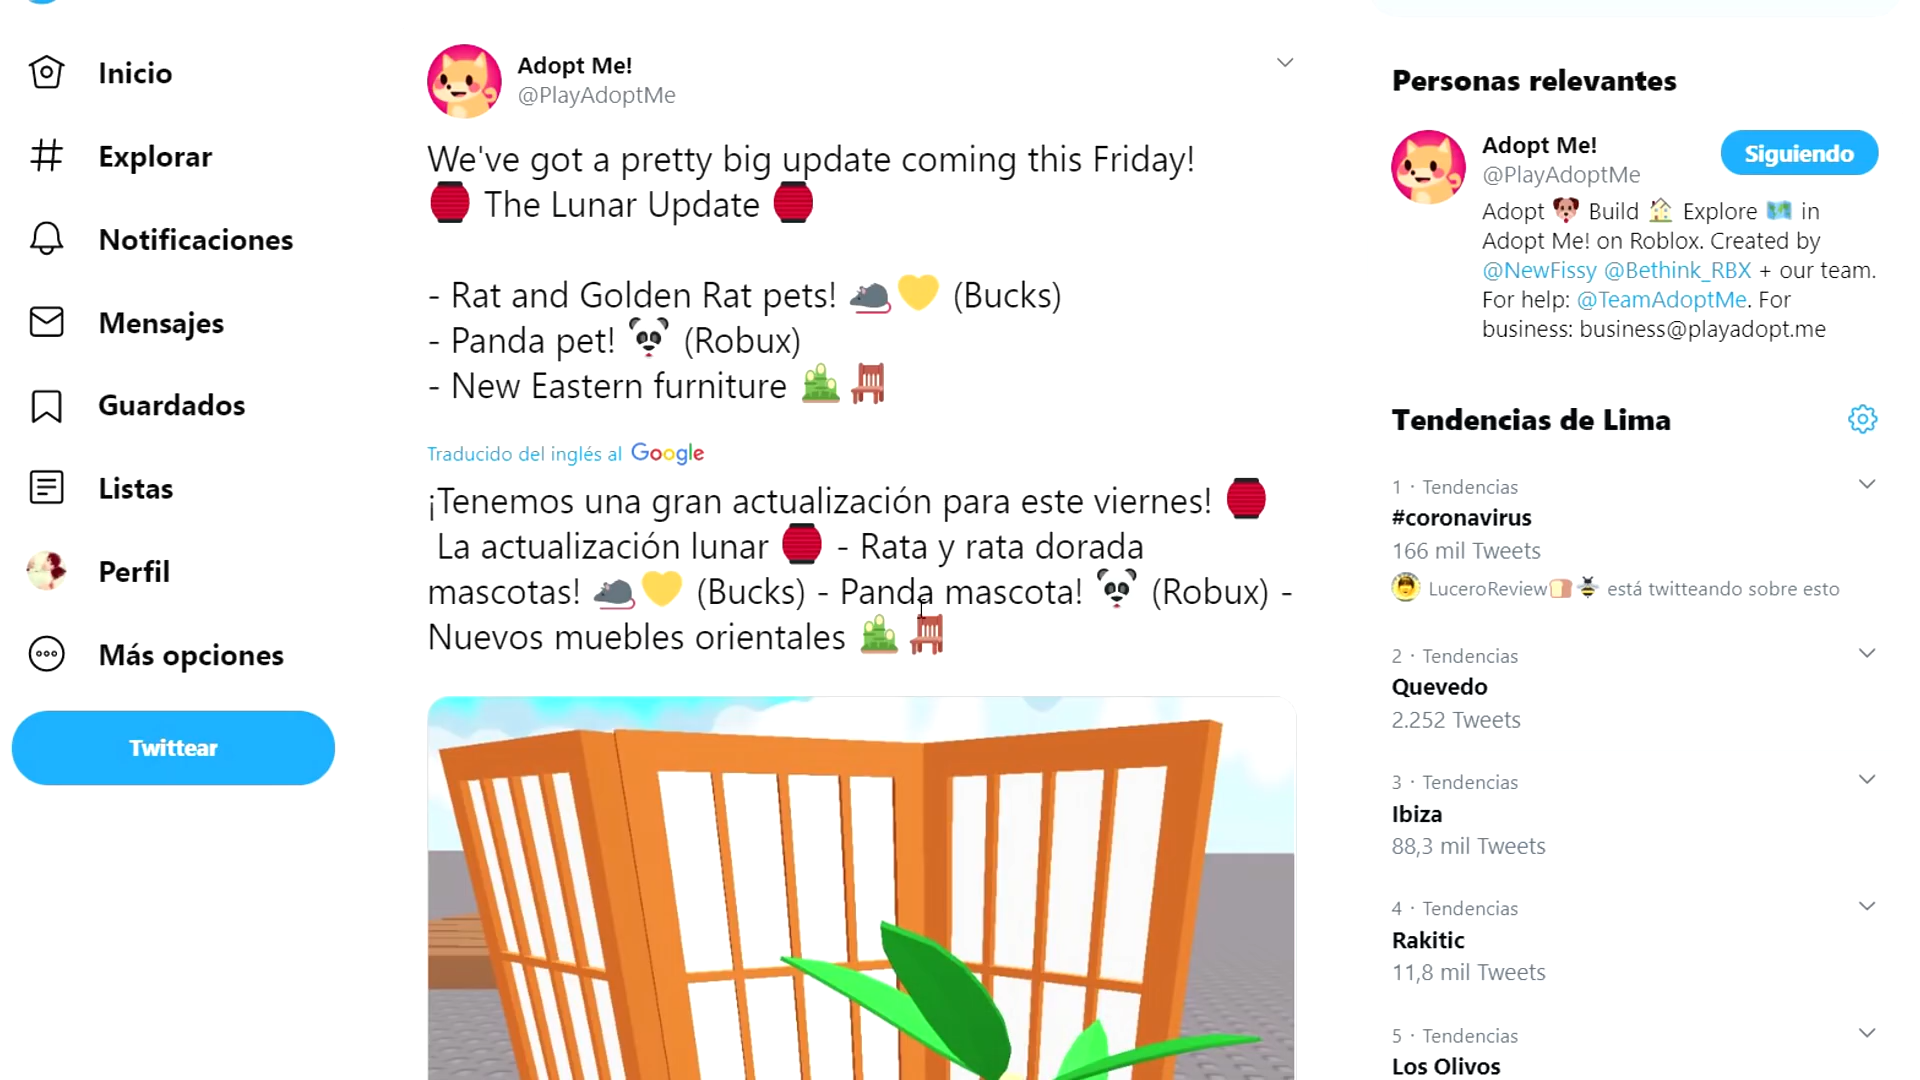 Inicio
Explorar
Notificaciones
Mensajes
Guardados
Listas
Perfil
Más opciones
Twittear
Adopt Me!
@PlayAdoptMe
We've got a pretty big update coming this Friday!
The Lunar Update
- Rat and Golden Rat pets! (Bucks)
- Panda pet! (Robux)
- New Eastern furniture
Traducido del inglés al Google
¡Tenemos una gran actualización para este viernes!
La actualización lunar - Rata y rata dorada
mascotas! (Bucks) - Panda mascota! (Robux) -
Nuevos muebles orientales
Personas relevantes
Adopt Me!
@PlayAdoptMe
Siguiendo
Adopt Build Explore in
Adopt Me! on Roblox. Created by
@NewFissy @Bethink_RBX + our team.
For help: @TeamAdoptMe. For
business: business@playadopt.me
Tendencias de Lima
1 · Tendencias
#coronavirus
166 mil Tweets
LuceroReview está twitteando sobre esto
2 · Tendencias
Quevedo
2.252 Tweets
3 · Tendencias
Ibiza
88,3 mil Tweets
4 · Tendencias
Rakitic
11,8 mil Tweets
5 · Tendencias
Los Olivos